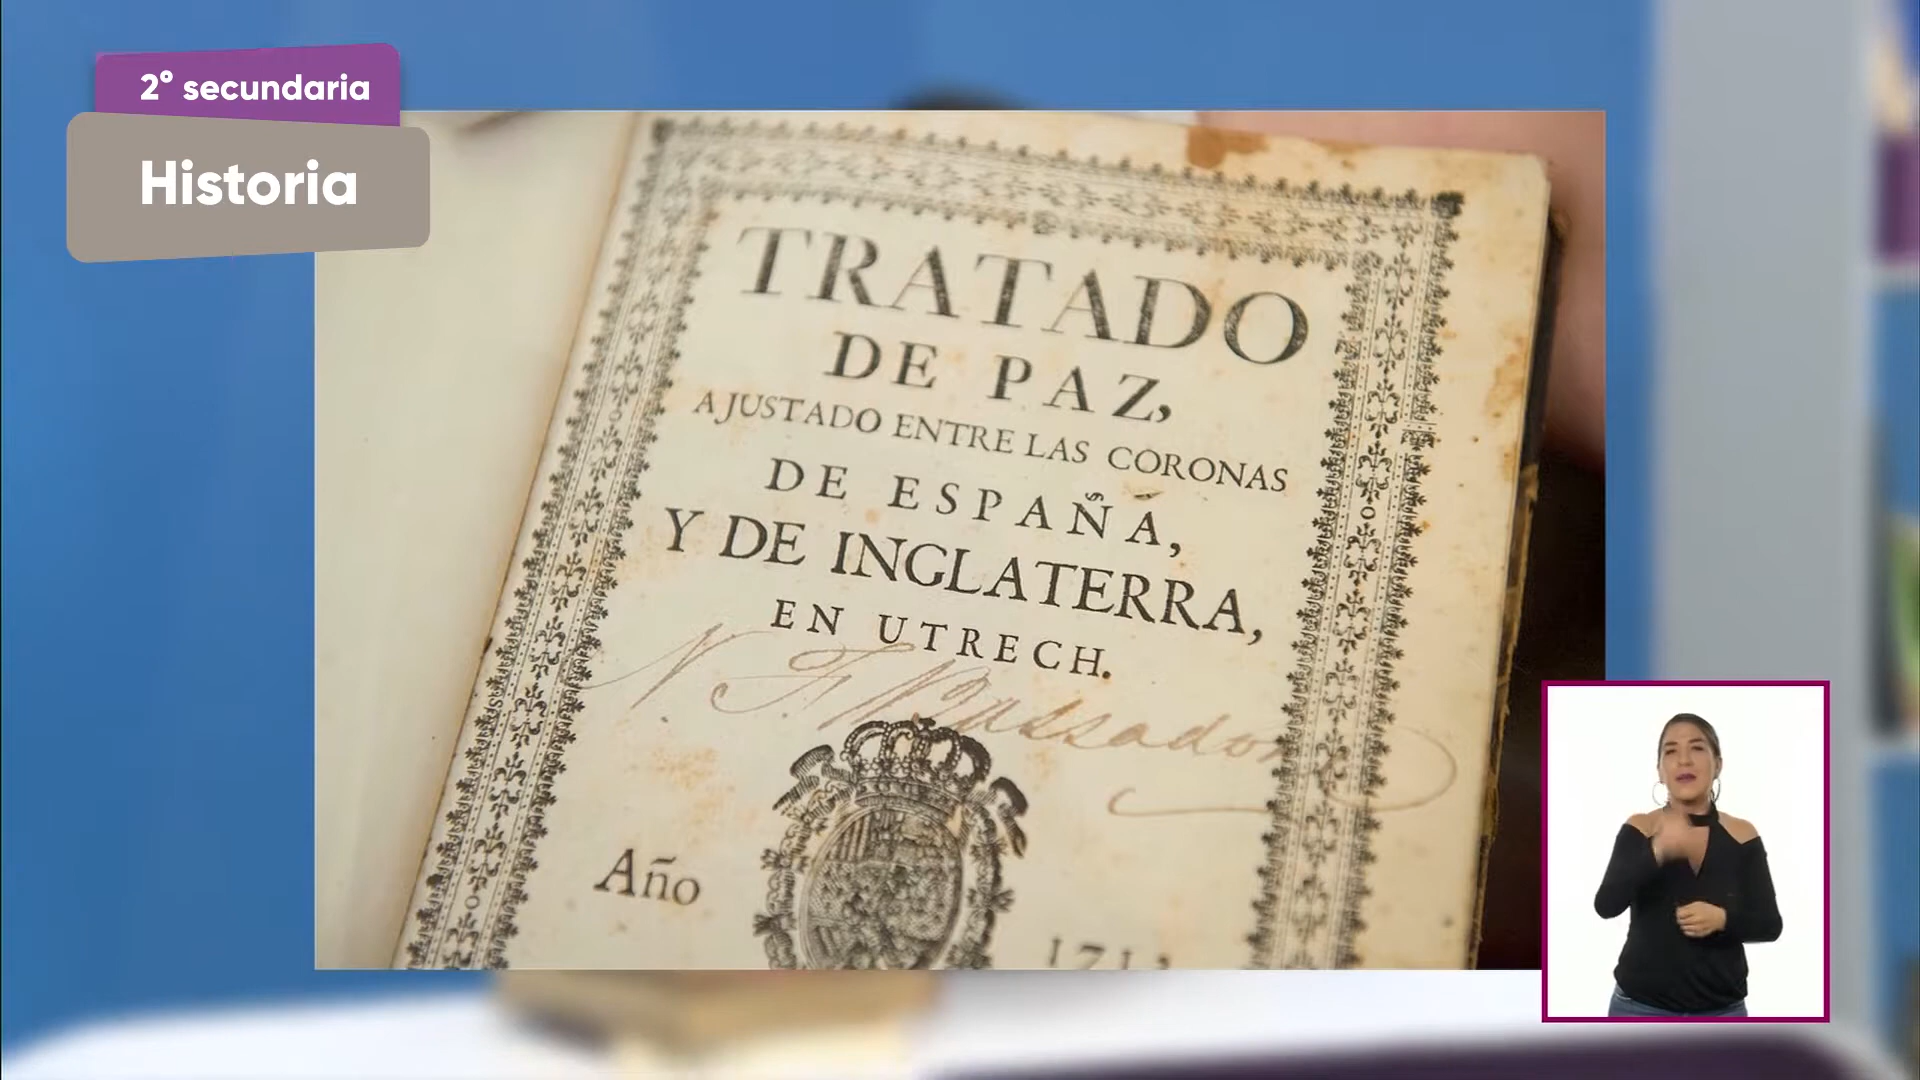 2° secundaria
Historia
TRATADO
DE PAZ,
AJUSTADO ENTRE LAS CORONAS
DE ESPAÑA,
Y DE INGLATERRA,
EN UTRECH.
Año